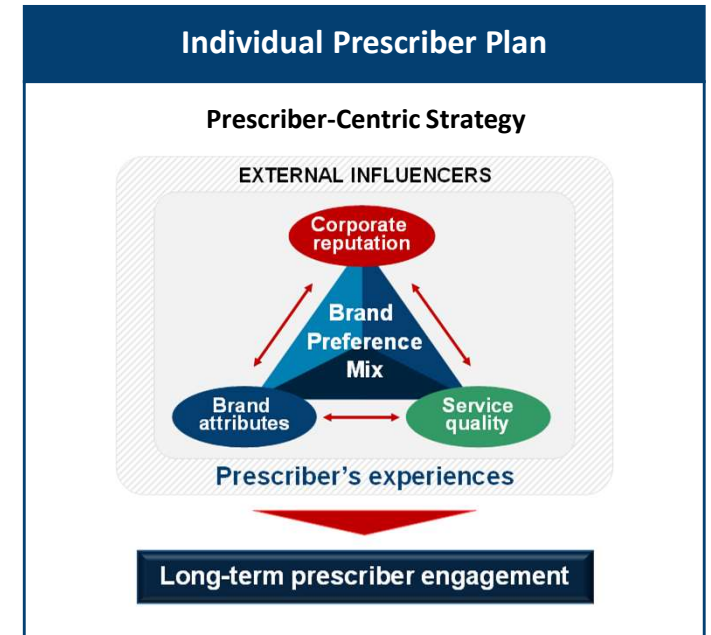 Individual Prescriber Plan
Prescriber-Centric Strategy
EXTERNAL INFLUENCERS
Corporate
reputation
Brand
Preference
Mix
Brand
attributes
Service
quality
Prescriber's experiences
Long-term prescriber engagement